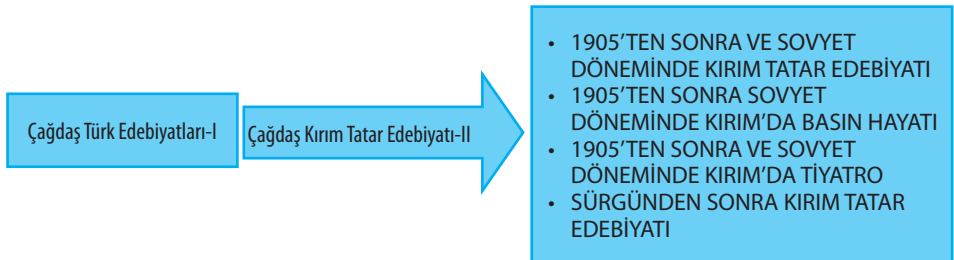 Çağdaş Türk Edebiyatları-I
Çağdaş Kırım Tatar Edebiyatı-II
• 1905'TEN SONRA VE SOVYET
DÖNEMİNDE KIRIM TATAR EDEBİYATI
• 1905'TEN SONRA SOVYET
DÖNEMİNDE KIRIM'DA BASIN HAYATI
• 1905'TEN SONRA VE SOVYET
DÖNEMİNDE KIRIM'DA TİYATRO
• SÜRGÜNDEN SONRA KIRIM TATAR
EDEBİYATI